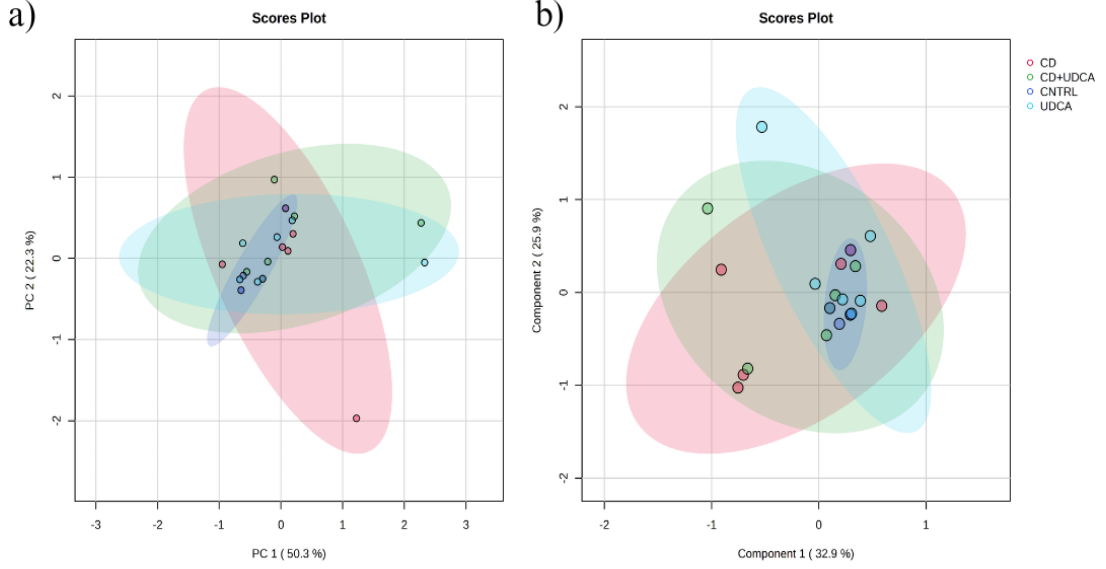 a)
Scores Plot
PC 2 ( 22.3 %)
2
1
0
-1
-2
-3
-2
-1
0
1
2
3
PC 1 ( 50.3 %)
b)
Scores Plot
Component 2 ( 25.9 %)
2
1
0
-1
-2
-2
-1
0
1
Component 1 ( 32.9 %)
CD
CD+UDCA
CNTRL
UDCA